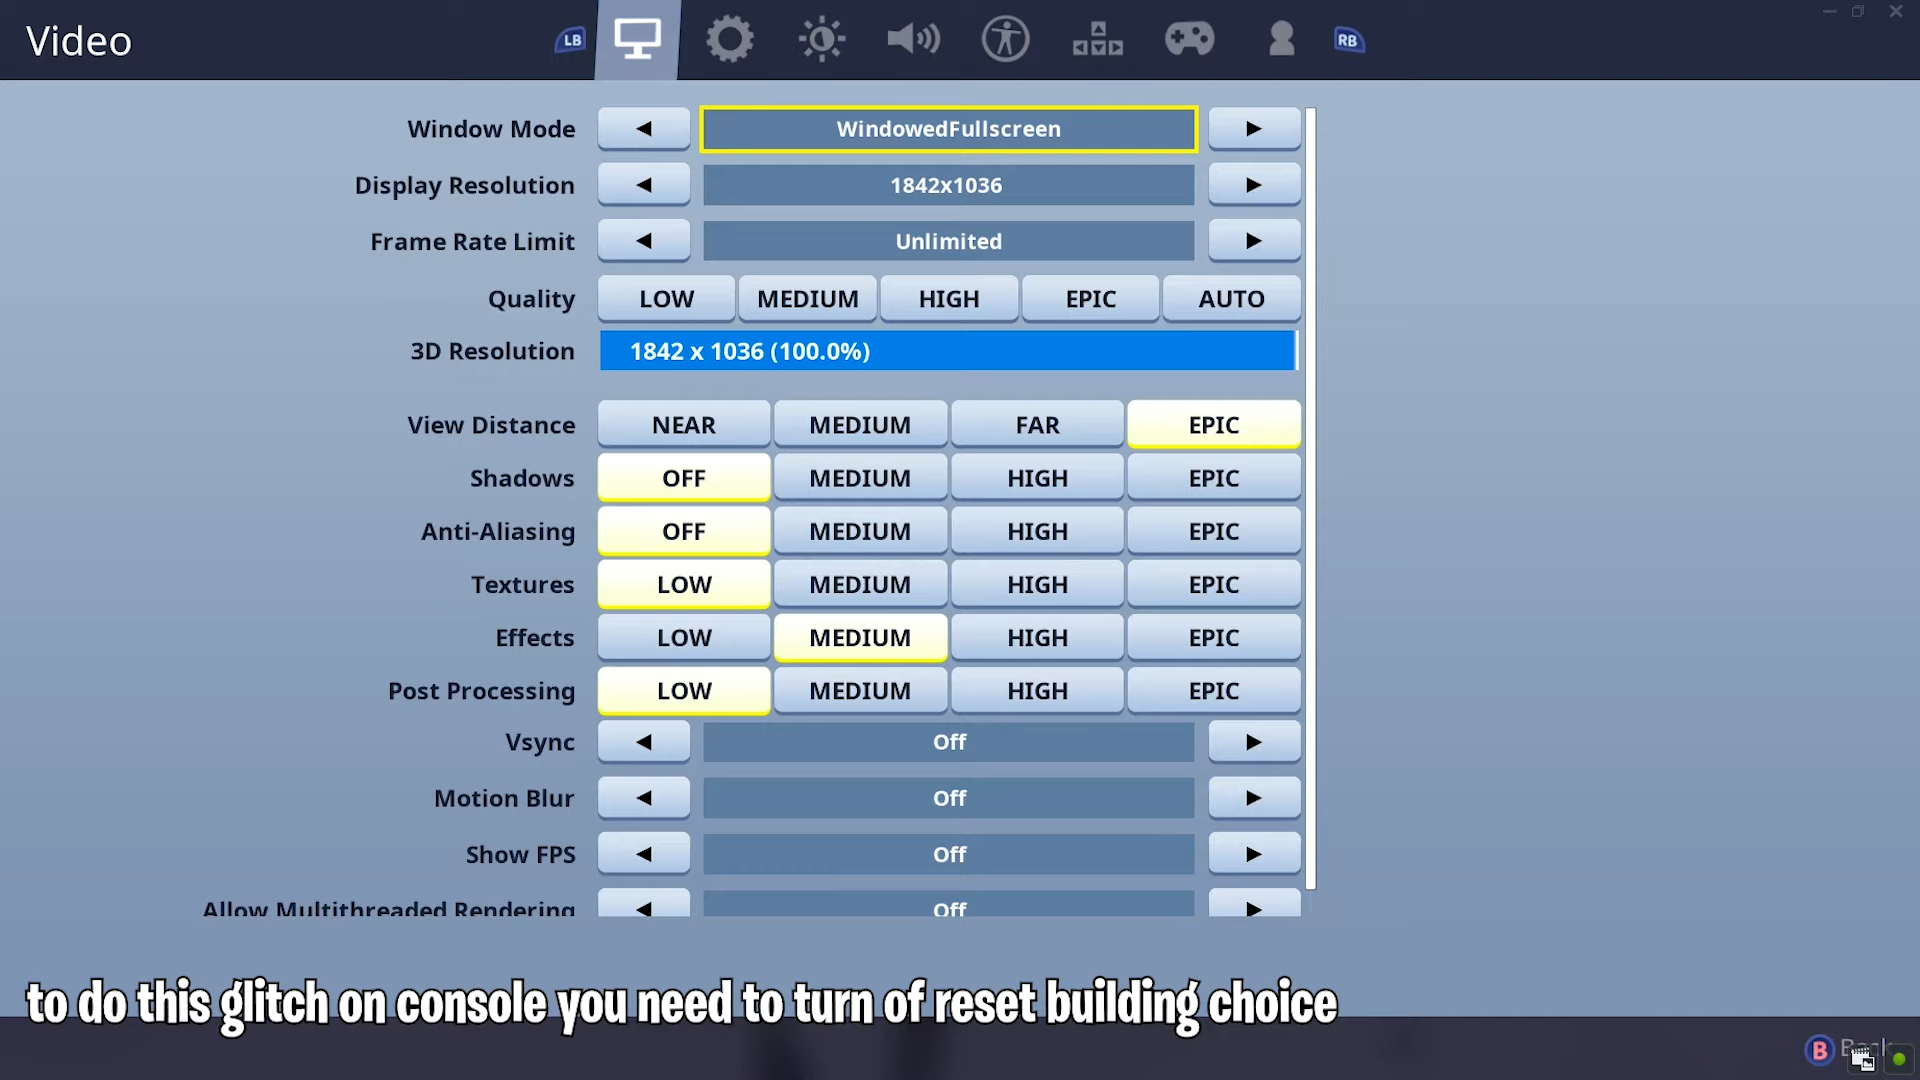 Video
LB
RB
Window Mode WindowedFullscreen
Display Resolution 1842x1036
Frame Rate Limit Unlimited
Quality LOW MEDIUM HIGH EPIC AUTO
3D Resolution 1842 x 1036 (100.0%)
View Distance NEAR MEDIUM FAR EPIC
Shadows OFF MEDIUM HIGH EPIC
Anti-Aliasing OFF MEDIUM HIGH EPIC
Textures LOW MEDIUM HIGH EPIC
Effects LOW MEDIUM HIGH EPIC
Post Processing LOW MEDIUM HIGH EPIC
Vsync Off
Motion Blur Off
Show FPS Off
Allow Multithreaded Rendering Off
to do this glitch on console you need to turn of reset building choice
B Back